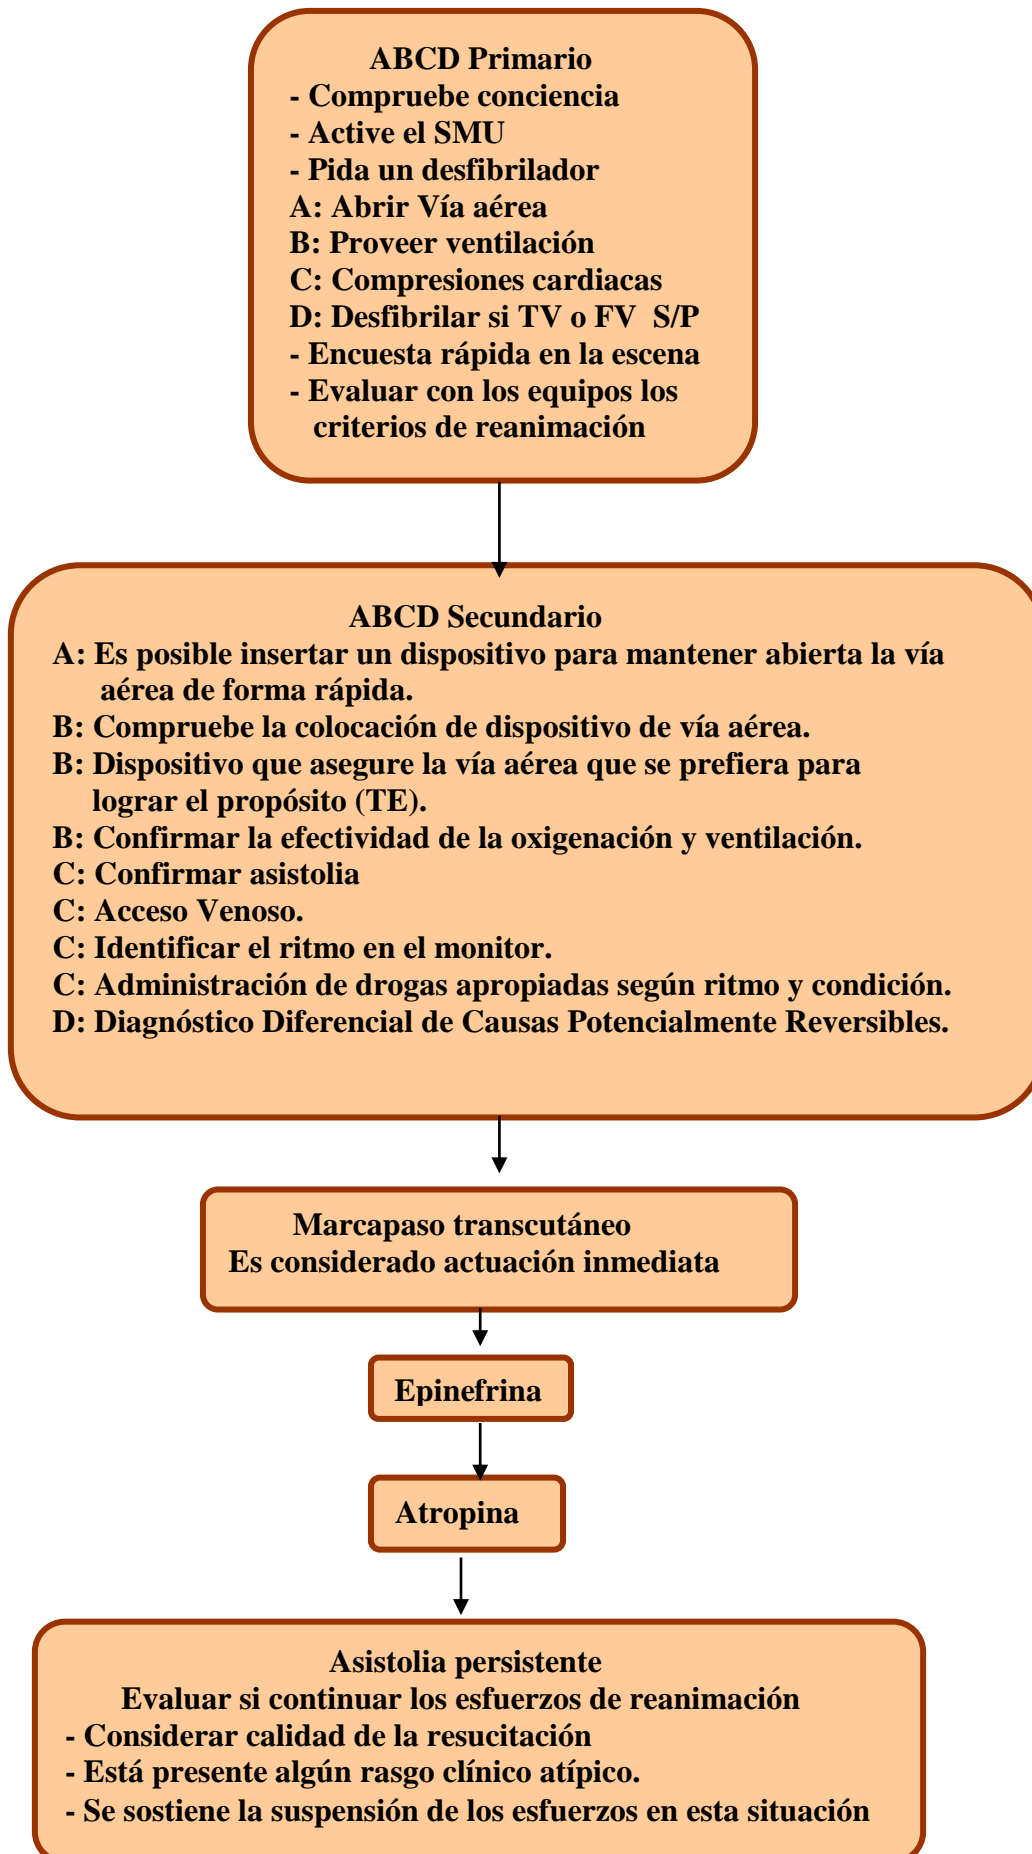 ABCD Primario
- Compruebe conciencia
- Active el SMU
- Pida un desfibrilador
A: Abrir Vía aérea
B: Proveer ventilación
C: Compresiones cardiacas
D: Desfibrilar si TV o FV S/P
- Encuesta rápida en la escena
- Evaluar con los equipos los
criterios de reanimación
ABCD Secundario
A: Es posible insertar un dispositivo para mantener abierta la vía
aérea de forma rápida.
B: Compruebe la colocación de dispositivo de vía aérea.
B: Dispositivo que asegure la vía aérea que se prefiera para
lograr el propósito (TE).
B: Confirmar la efectividad de la oxigenación y ventilación.
C: Confirmar asistolia
C: Acceso Venoso.
C: Identificar el ritmo en el monitor.
C: Administración de drogas apropiadas según ritmo y condición.
D: Diagnóstico Diferencial de Causas Potencialmente Reversibles.
Marcapaso transcutáneo
Es considerado actuación inmediata
Epinefrina
Atropina
Asistolia persistente
Evaluar si continuar los esfuerzos de reanimación
- Considerar calidad de la resucitación
- Está presente algún rasgo clínico atípico.
- Se sostiene la suspensión de los esfuerzos en esta situación